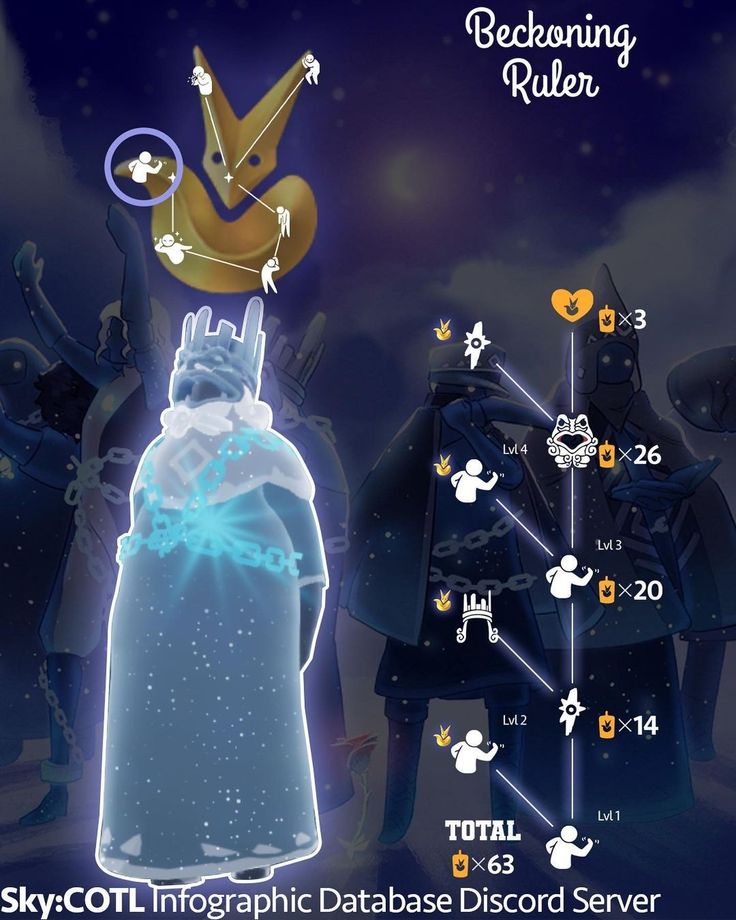 Beckoning
Ruler
×3
Lvl 4
×26
Lvl 3
×20
Lvl 2
×14
Lvl 1
TOTAL
×63
Sky:COTL Infographic Database Discord Server